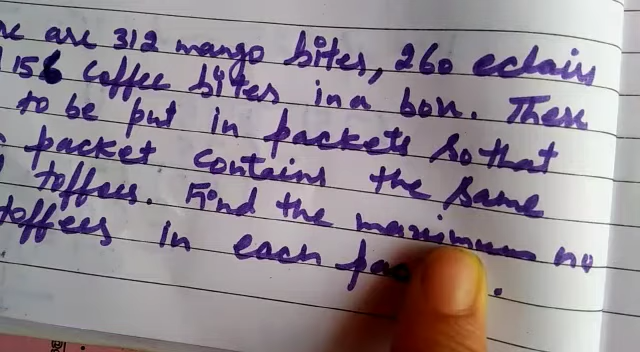 are 312 mango bites, 260 eclairs
156 coffee bites in a box. These
to be put in packets so that
packet contains the same
toffees. Find the maximum no
toffees in each